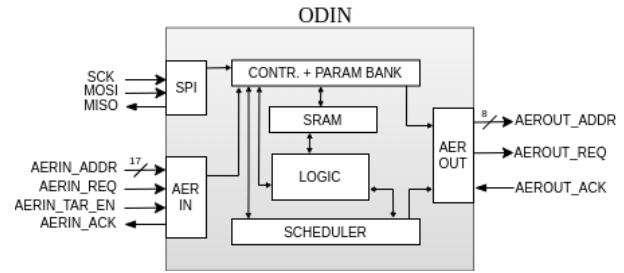 ODIN
SCK
MOSI
MISO
SPI
CONTR. + PARAM BANK
SRAM
8
AEROUT_ADDR
AEROUT_REQ
AEROUT_ACK
AER
OUT
17
AERIN_ADDR
AERIN_REQ
AERIN_TAR_EN
AERIN_ACK
AER
IN
LOGIC
SCHEDULER